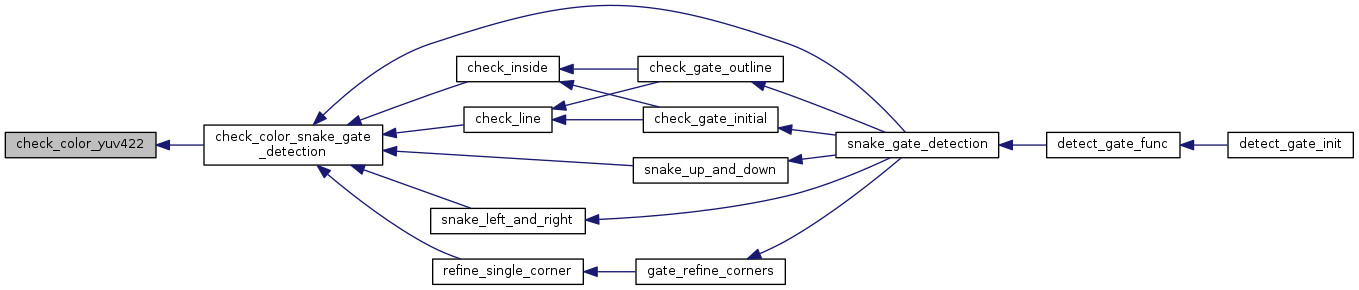 check_color_yuv422
check_color_snake_gate
_detection
check_inside
check_line
snake_left_and_right
refine_single_corner
check_gate_outline
check_gate_initial
snake_up_and_down
gate_refine_corners
snake_gate_detection
detect_gate_func
detect_gate_init